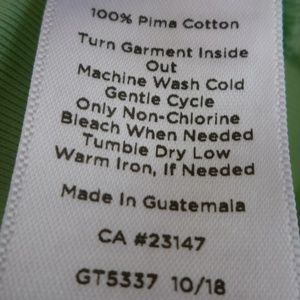 100% Pima Cotton
Turn Garment Inside
Out
Machine Wash Cold
Gentle Cycle
Only Non-Chlorine
Bleach When Needed
Tumble Dry Low
Warm Iron, If Needed
Made In Guatemala
CA #23147
GT5337 10/18